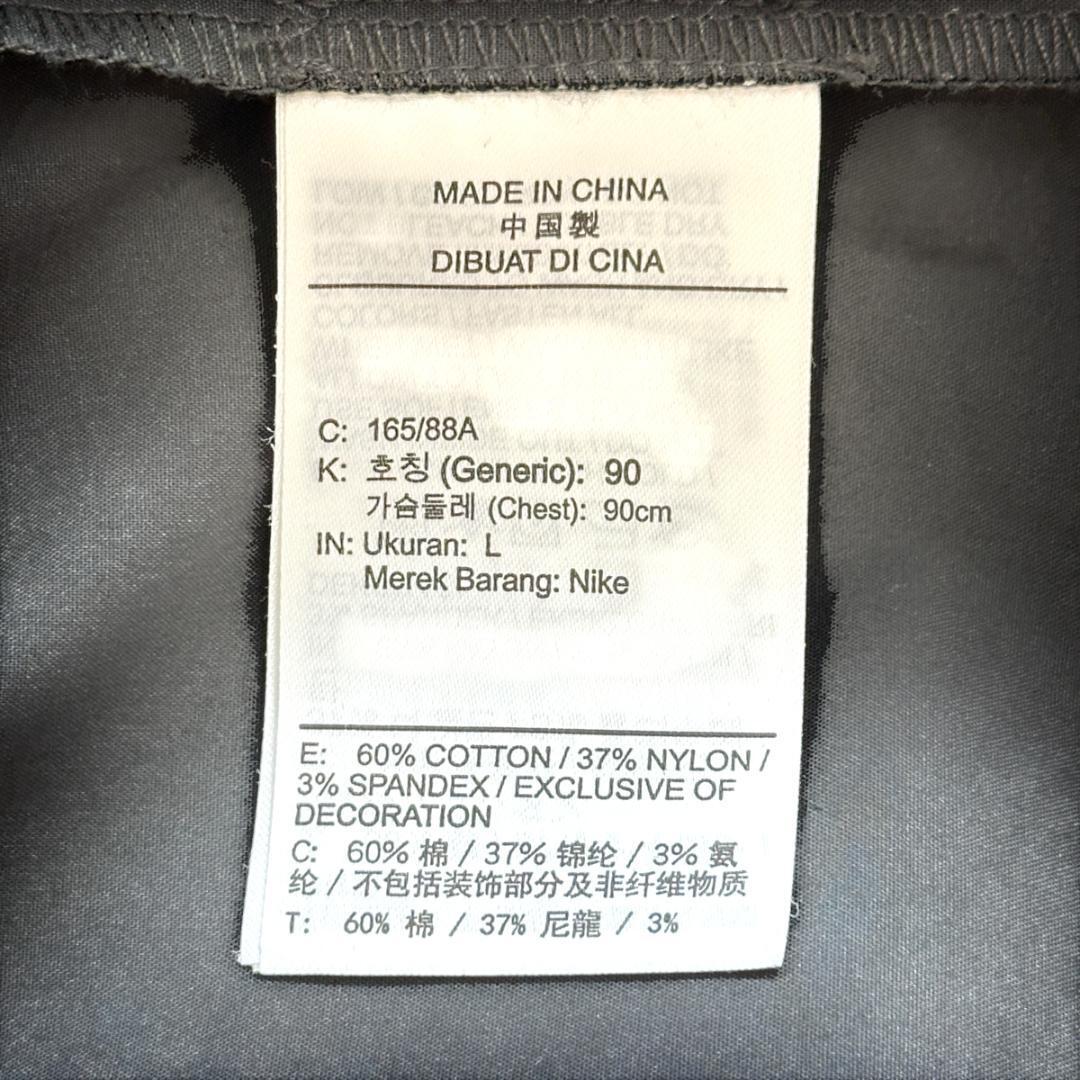 MADE IN CHINA
中国製
DIBUAT DI CINA
C: 165/88A
K: 호칭 (Generic): 90
가슴둘레 (Chest): 90cm
IN: Ukuran: L
Merek Barang: Nike
E: 60% COTTON / 37% NYLON /
3% SPANDEX / EXCLUSIVE OF
DECORATION
C: 60% 棉 / 37% 锦纶 / 3% 氨
纶 / 不包括装饰部分及非纤维物质
T: 60% 棉 / 37% 尼龍 / 3%